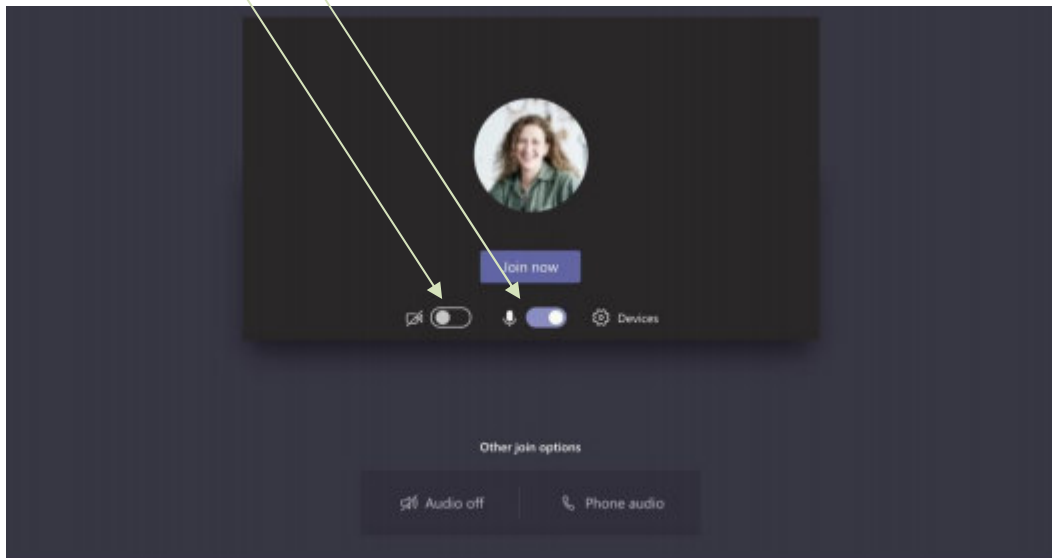 Join now
Devices
Other join options
Audio off
Phone audio